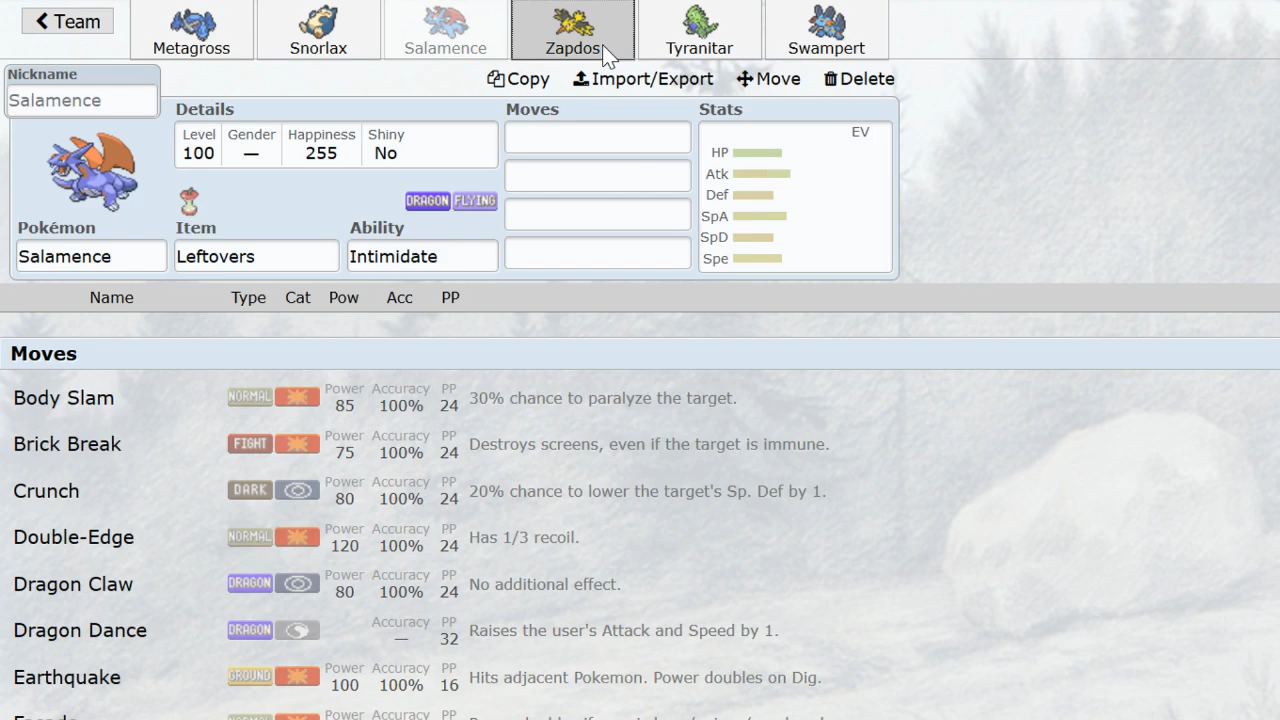 Team
Metagross
Snorlax
Salamence
Zapdos
Tyranitar
Swampert
Nickname
Salamence
Copy
Import/Export
Move
Delete
Details
Moves
Stats
Level Gender Happiness Shiny
100 — 255 No
EV
HP
Atk
Def
SpA
SpD
Spe
DRAGON FLYING
Pokémon
Item
Ability
Salamence
Leftovers
Intimidate
Name Type Cat Pow Acc PP
Moves
Body Slam NORMAL Power 85 Accuracy 100% PP 24 30% chance to paralyze the target.
Brick Break FIGHT Power 75 Accuracy 100% PP 24 Destroys screens, even if the target is immune.
Crunch DARK Power 80 Accuracy 100% PP 24 20% chance to lower the target's Sp. Def by 1.
Double-Edge NORMAL Power 120 Accuracy 100% PP 24 Has 1/3 recoil.
Dragon Claw DRAGON Power 80 Accuracy 100% PP 24 No additional effect.
Dragon Dance DRAGON Accuracy — PP 32 Raises the user's Attack and Speed by 1.
Earthquake GROUND Power 100 Accuracy 100% PP 16 Hits adjacent Pokemon. Power doubles on Dig.
Power Accuracy PP